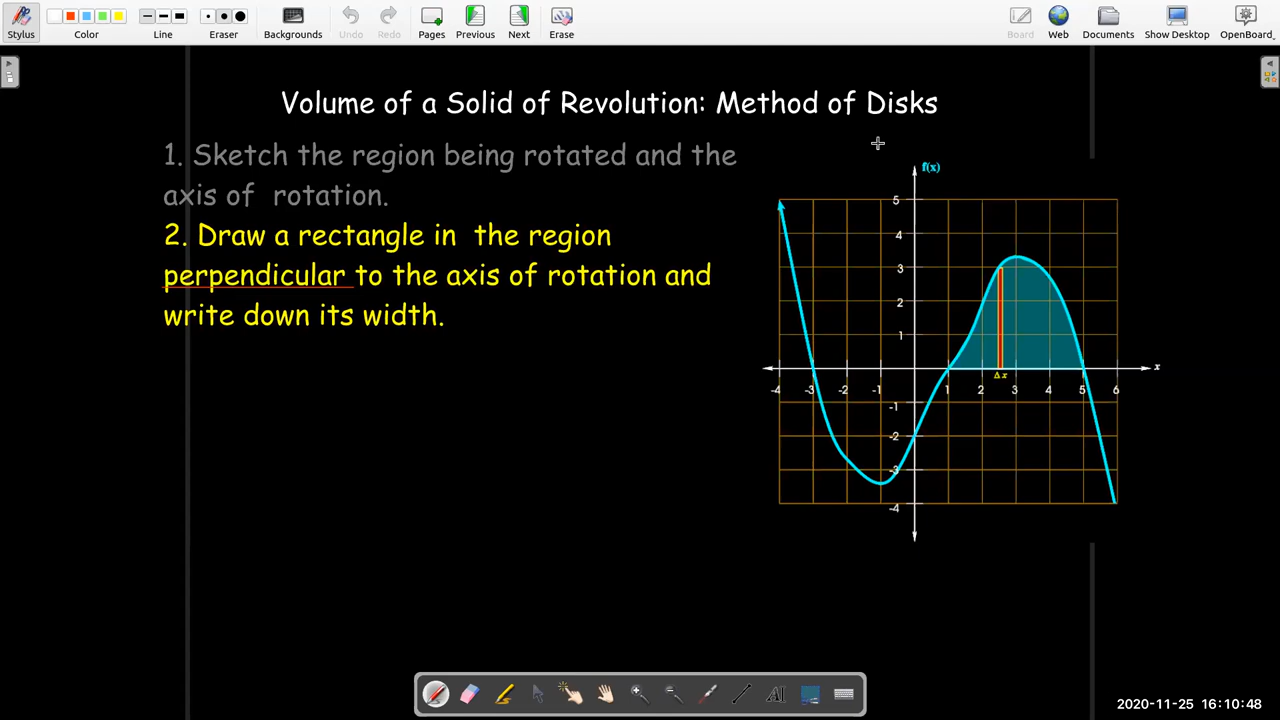 Stylus
Color
Line
Eraser
Backgrounds
Undo
Redo
Pages
Previous
Next
Erase
Board
Web
Documents
Show Desktop
OpenBoard
Volume of a Solid of Revolution: Method of Disks
1. Sketch the region being rotated and the
axis of rotation.
2. Draw a rectangle in the region
perpendicular to the axis of rotation and
write down its width.
f(x)
5
4
3
2
1
x
Δx
-4 -3 -2 -1 1 2 3 4 5 6
-1
-2
-3
-4
AI
2020-11-25 16:10:48